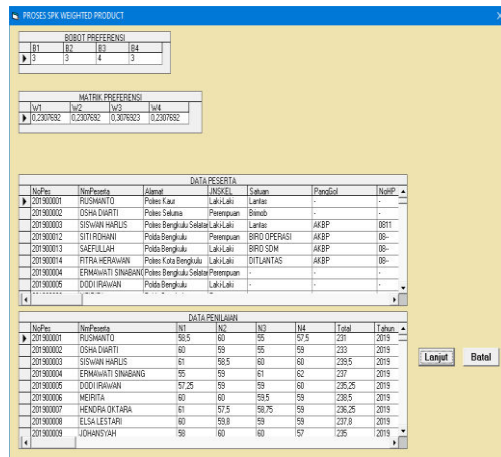 PROSES SPK WEIGHTED PRODUCT
BOBOT PREFERENSI
B1 B2 B3 B4
3 3 4 3
MATRIK PREFERENSI
W1 W2 W3 W4
0,2307692 0,2307692 0,3076923 0,2307692
DATA PESERTA
NoPes NmPeserta Alamat JNSKEL Satuan PangGol NoHP
201900001 RUSMANTO Polres Kaur Laki-Laki Lantas - -
201900002 OSHA DIARTI Polres Seluma Perempuan Brimob - -
201900003 SISWAN HARLIS Polres Bengkulu Selatan Laki-Laki Lantas AKBP 0811
201900012 SITI ROHANI Polda Bengkulu Perempuan BIRO OPERASI AKBP 08--
201900013 SAEFULLAH Polda Bengkulu Laki-Laki BIRO SDM AKBP 08--
201900014 FITRA HERAWAN Polres Kota Bengkulu Laki-Laki DITLANTAS AKBP 08--
201900004 ERMAWATI SINABANG Polres Bengkulu Selatan Perempuan - - -
201900005 DODI IRAWAN Polda Bengkulu Laki-Laki - - -
DATA PENILAIAN
NoPes NmPeserta N1 N2 N3 N4 Total Tahun
201900001 RUSMANTO 58,5 60 55 57,5 231 2019
201900002 OSHA DIARTI 60 59 55 59 233 2019
201900003 SISWAN HARLIS 61 58,5 60 60 239,5 2019
201900004 ERMAWATI SINABANG 55 59 61 62 237 2019
201900005 DODI IRAWAN 57,25 59 59 60 235,25 2019
201900006 MEIRITA 60 60 59,5 59 238,5 2019
201900007 HENDRA OKTARA 61 57,5 58,75 59 236,25 2019
201900008 ELSA LESTARI 60 59,8 59 59 237,8 2019
201900009 JOHANSYAH 58 60 60 57 235 2019
Lanjut Batal